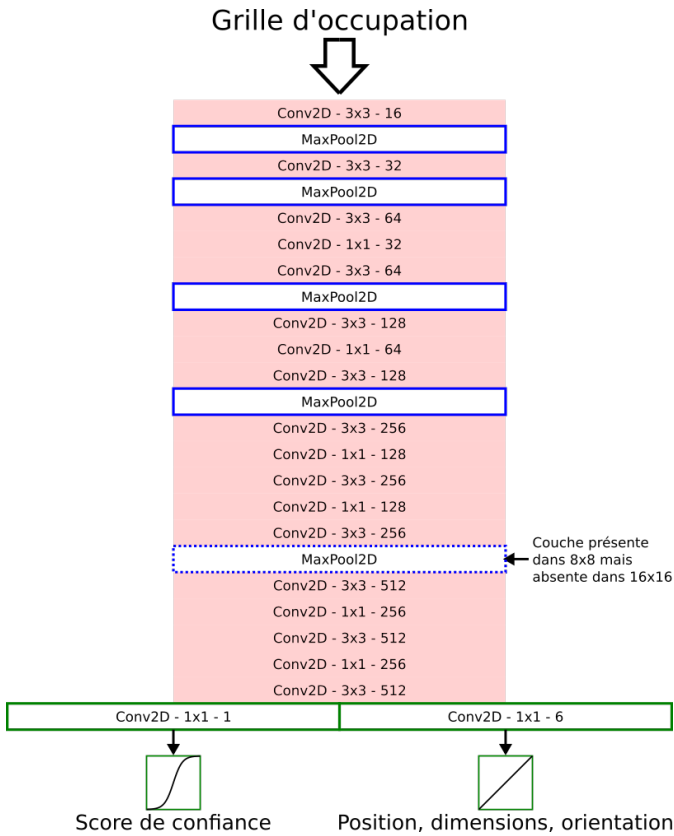 Grille d'occupation
Conv2D - 3x3 - 16
MaxPool2D
Conv2D - 3x3 - 32
MaxPool2D
Conv2D - 3x3 - 64
Conv2D - 1x1 - 32
Conv2D - 3x3 - 64
MaxPool2D
Conv2D - 3x3 - 128
Conv2D - 1x1 - 64
Conv2D - 3x3 - 128
MaxPool2D
Conv2D - 3x3 - 256
Conv2D - 1x1 - 128
Conv2D - 3x3 - 256
Conv2D - 1x1 - 128
Conv2D - 3x3 - 256
MaxPool2D
Couche présente
dans 8x8 mais
absente dans 16x16
Conv2D - 3x3 - 512
Conv2D - 1x1 - 256
Conv2D - 3x3 - 512
Conv2D - 1x1 - 256
Conv2D - 3x3 - 512
Conv2D - 1x1 - 1
Conv2D - 1x1 - 6
Score de confiance
Position, dimensions, orientation